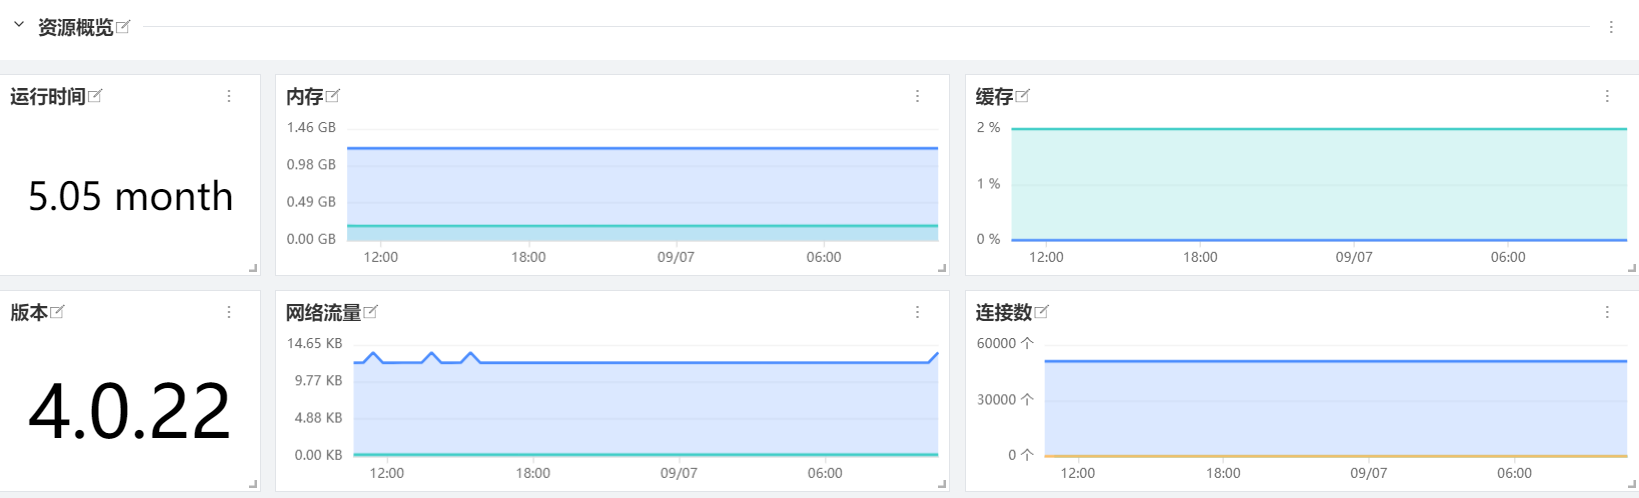 资源概览
运行时间
5.05 month
内存
1.46 GB
0.98 GB
0.49 GB
0.00 GB
12:00 18:00 09/07 06:00
缓存
2 %
1 %
0 %
12:00 18:00 09/07 06:00
版本
4.0.22
网络流量
14.65 KB
9.77 KB
4.88 KB
0.00 KB
12:00 18:00 09/07 06:00
连接数
60000 个
30000 个
0 个
12:00 18:00 09/07 06:00